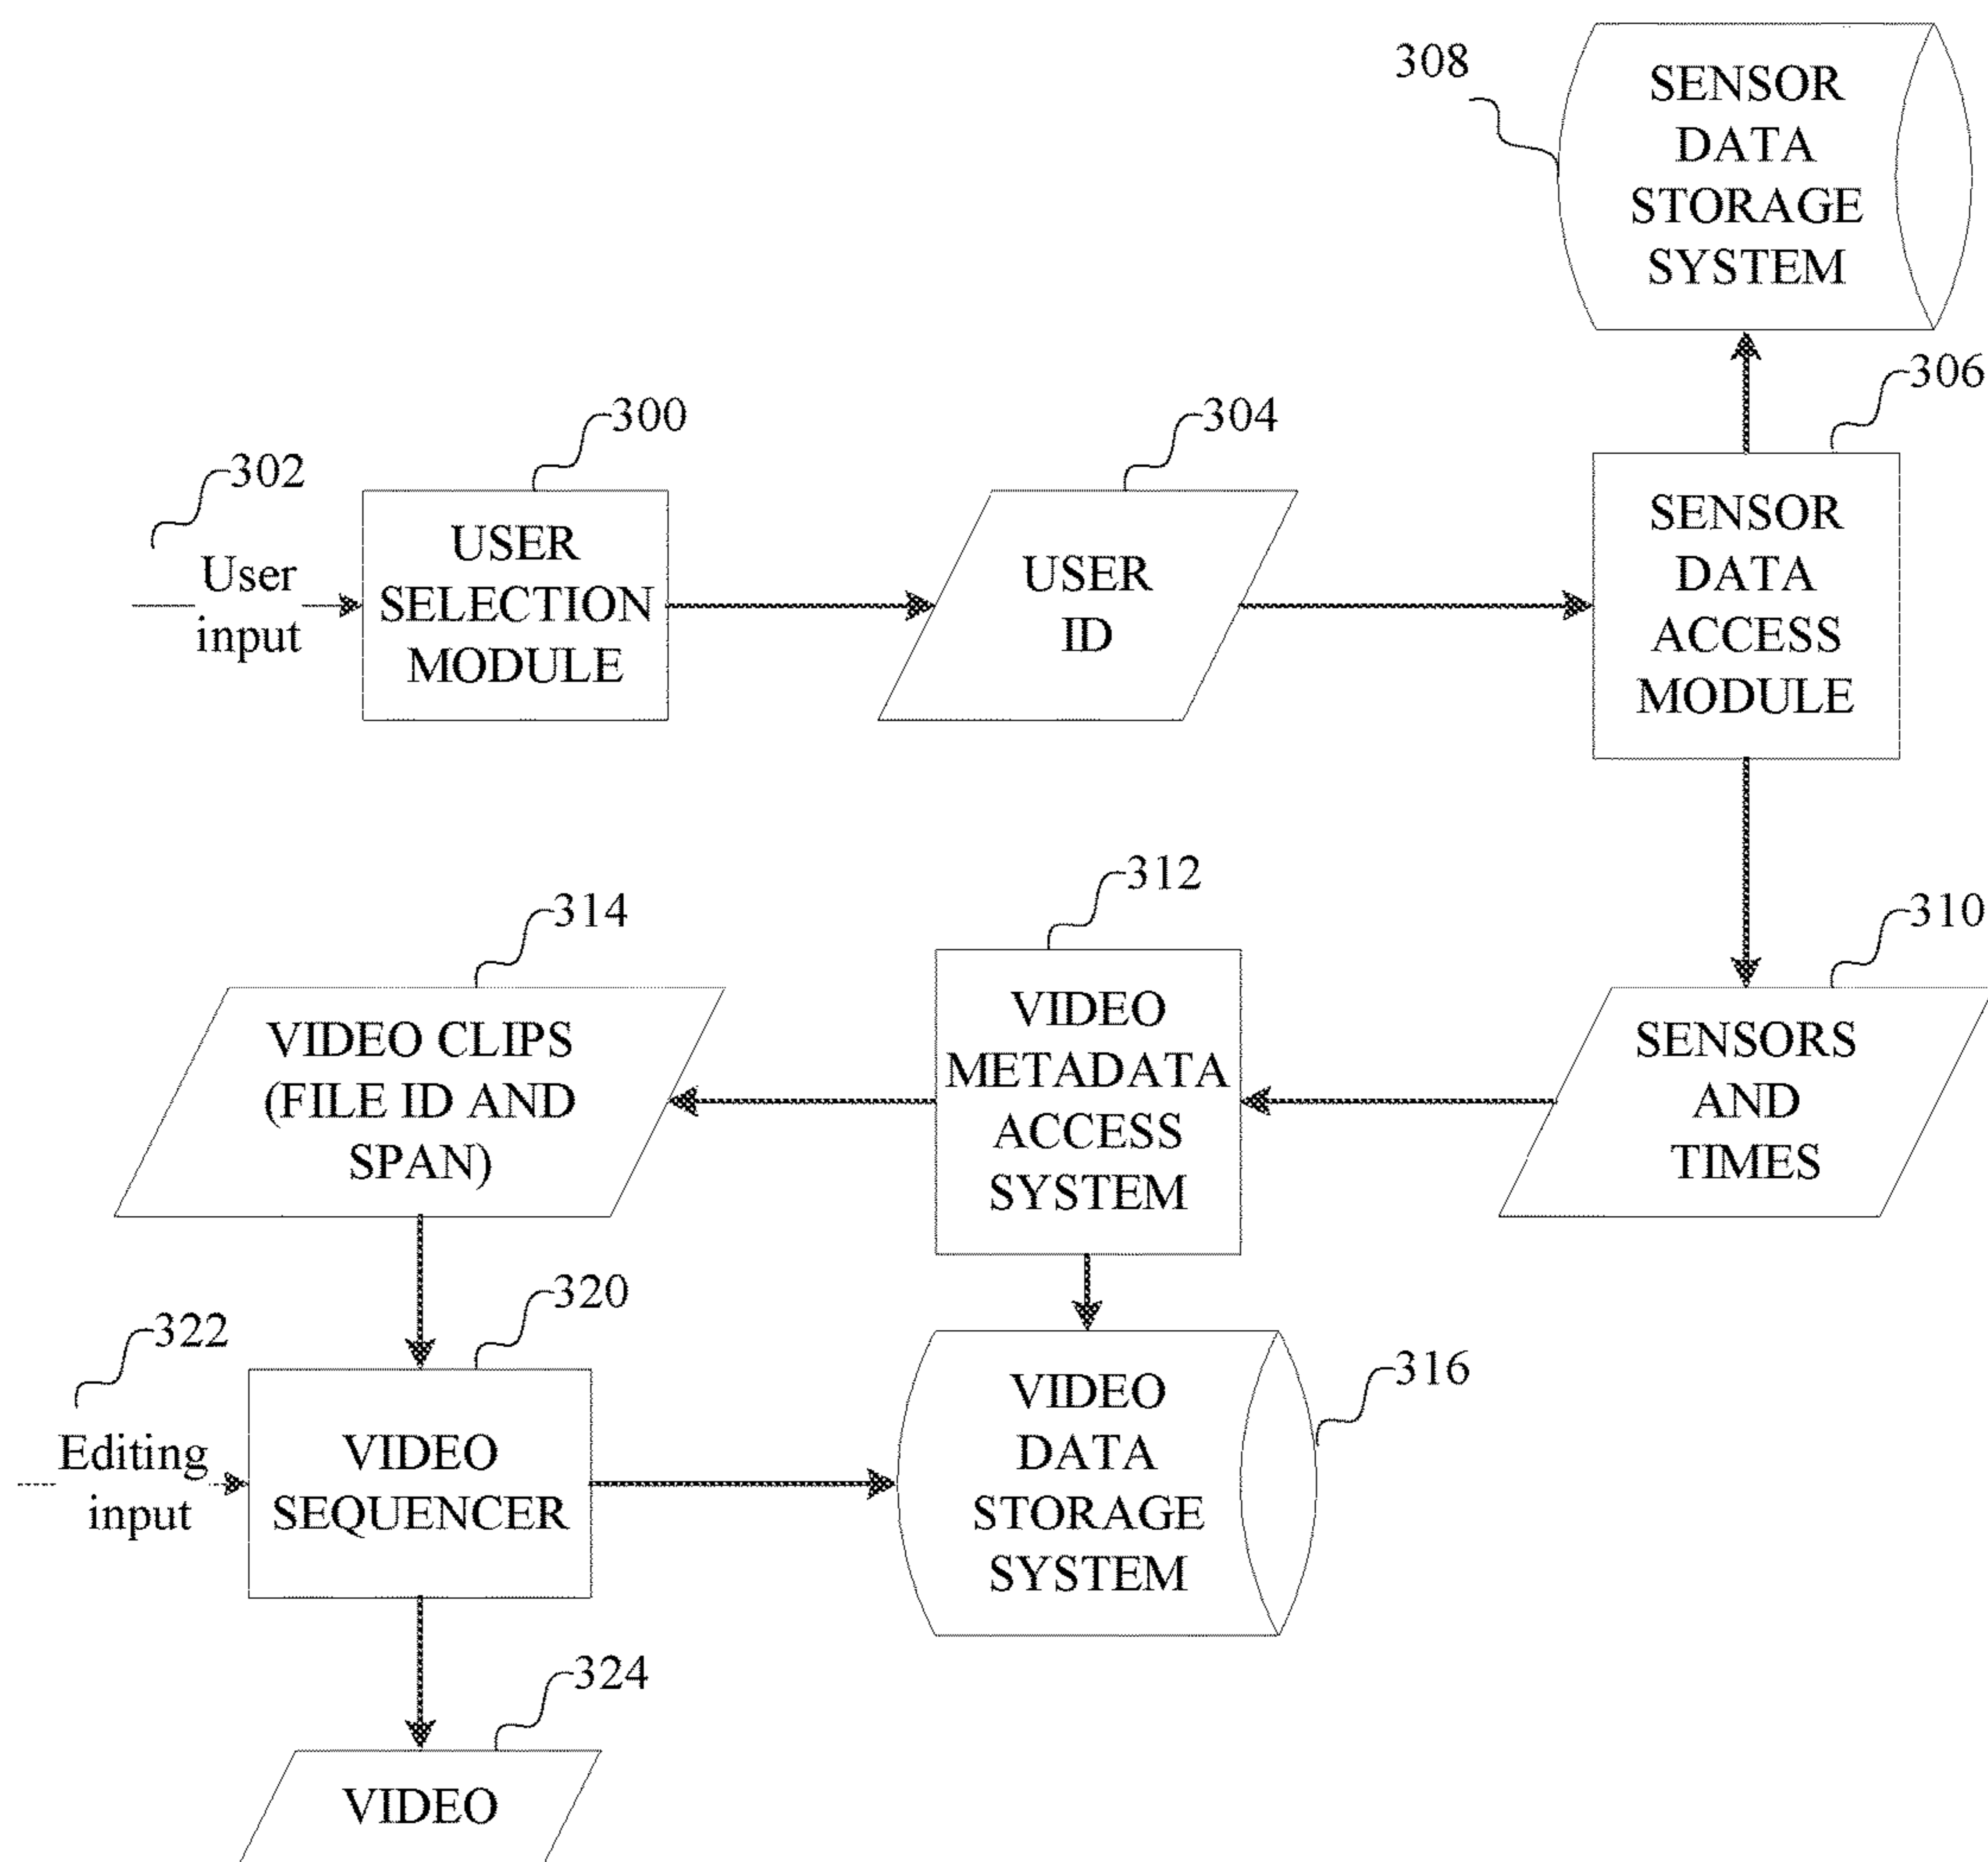 308
SENSOR
DATA
STORAGE
SYSTEM
306
300
304
302
User
input
USER
SELECTION
MODULE
USER
ID
SENSOR
DATA
ACCESS
MODULE
312
314
310
VIDEO CLIPS
(FILE ID AND
SPAN)
VIDEO
METADATA
ACCESS
SYSTEM
SENSORS
AND
TIMES
320
322
316
Editing
input
VIDEO
SEQUENCER
VIDEO
DATA
STORAGE
SYSTEM
324
VIDEO